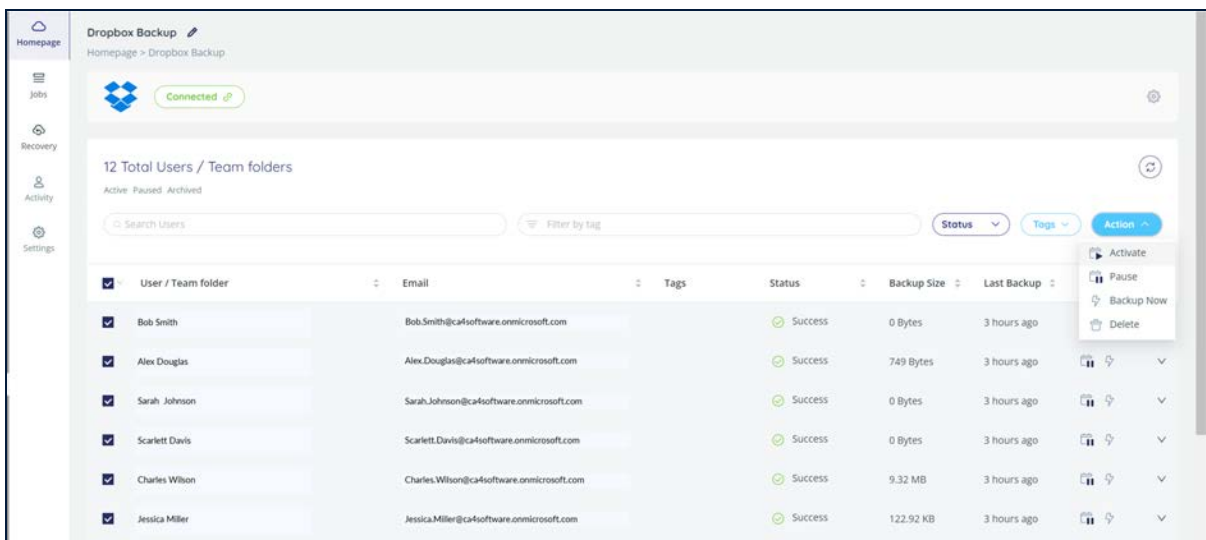 Homepage
Jobs
Recovery
Activity
Settings
Dropbox Backup
Homepage > Dropbox Backup
Connected
12 Total Users / Team folders
Active Paused Archived
Search Users
Filter by tag
Status
Tags
Action
Activate
Pause
Backup Now
Delete
User / Team folder Email Tags Status Backup Size Last Backup
Bob Smith Bob.Smith@ca4software.onmicrosoft.com Success 0 Bytes 3 hours ago
Alex Douglas Alex.Douglas@ca4software.onmicrosoft.com Success 749 Bytes 3 hours ago
Sarah Johnson Sarah.Johnson@ca4software.onmicrosoft.com Success 0 Bytes 3 hours ago
Scarlett Davis Scarlett.Davis@ca4software.onmicrosoft.com Success 0 Bytes 3 hours ago
Charles Wilson Charles.Wilson@ca4software.onmicrosoft.com Success 9.32 MB 3 hours ago
Jessica Miller Jessica.Miller@ca4software.onmicrosoft.com Success 122.92 KB 3 hours ago